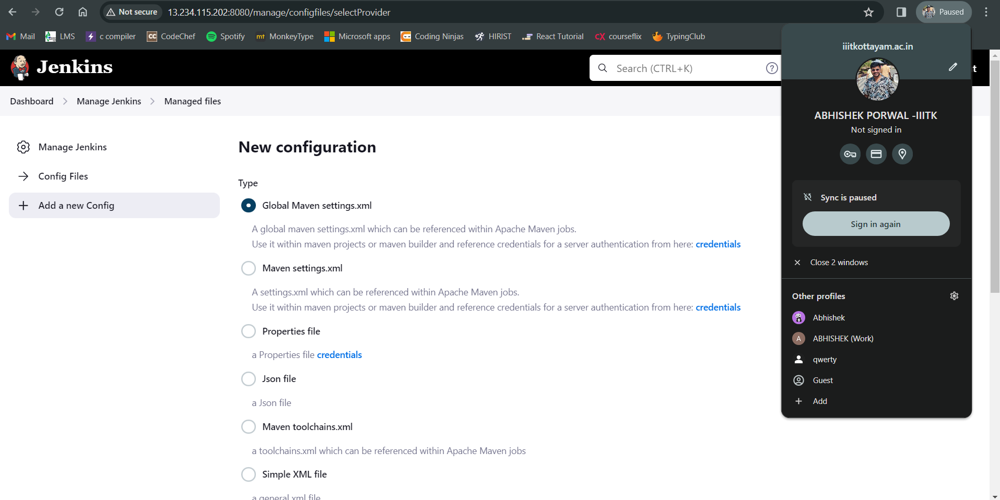 Not secure 13.234.115.202:8080/manage/configfiles/selectProvider Paused
Mail LMS c compiler CC CodeChef Spotify mt MonkeyType Microsoft apps Coding Ninjas HIRIST React Tutorial CX courseflix TypingClub
Jenkins
Search (CTRL+K) ?
t
Dashboard Manage Jenkins Managed files
Manage Jenkins
Config Files
Add a new Config
New configuration
Type
Global Maven settings.xml
A global maven settings.xml which can be referenced within Apache Maven jobs.
Use it within maven projects or maven builder and reference credentials for a server authentication from here: credentials
Maven settings.xml
A settings.xml which can be referenced within Apache Maven jobs.
Use it within maven projects or maven builder and reference credentials for a server authentication from here: credentials
Properties file
a Properties file credentials
Json file
a Json file
Maven toolchains.xml
a toolchains.xml which can be referenced within Apache Maven jobs
Simple XML file
a general xml file
iiitkottayam.ac.in
ABHISHEK PORWAL -IIITK
Not signed in
Sync is paused
Sign in again
Close 2 windows
Other profiles
Abhishek
A ABHISHEK (Work)
qwerty
Guest
Add